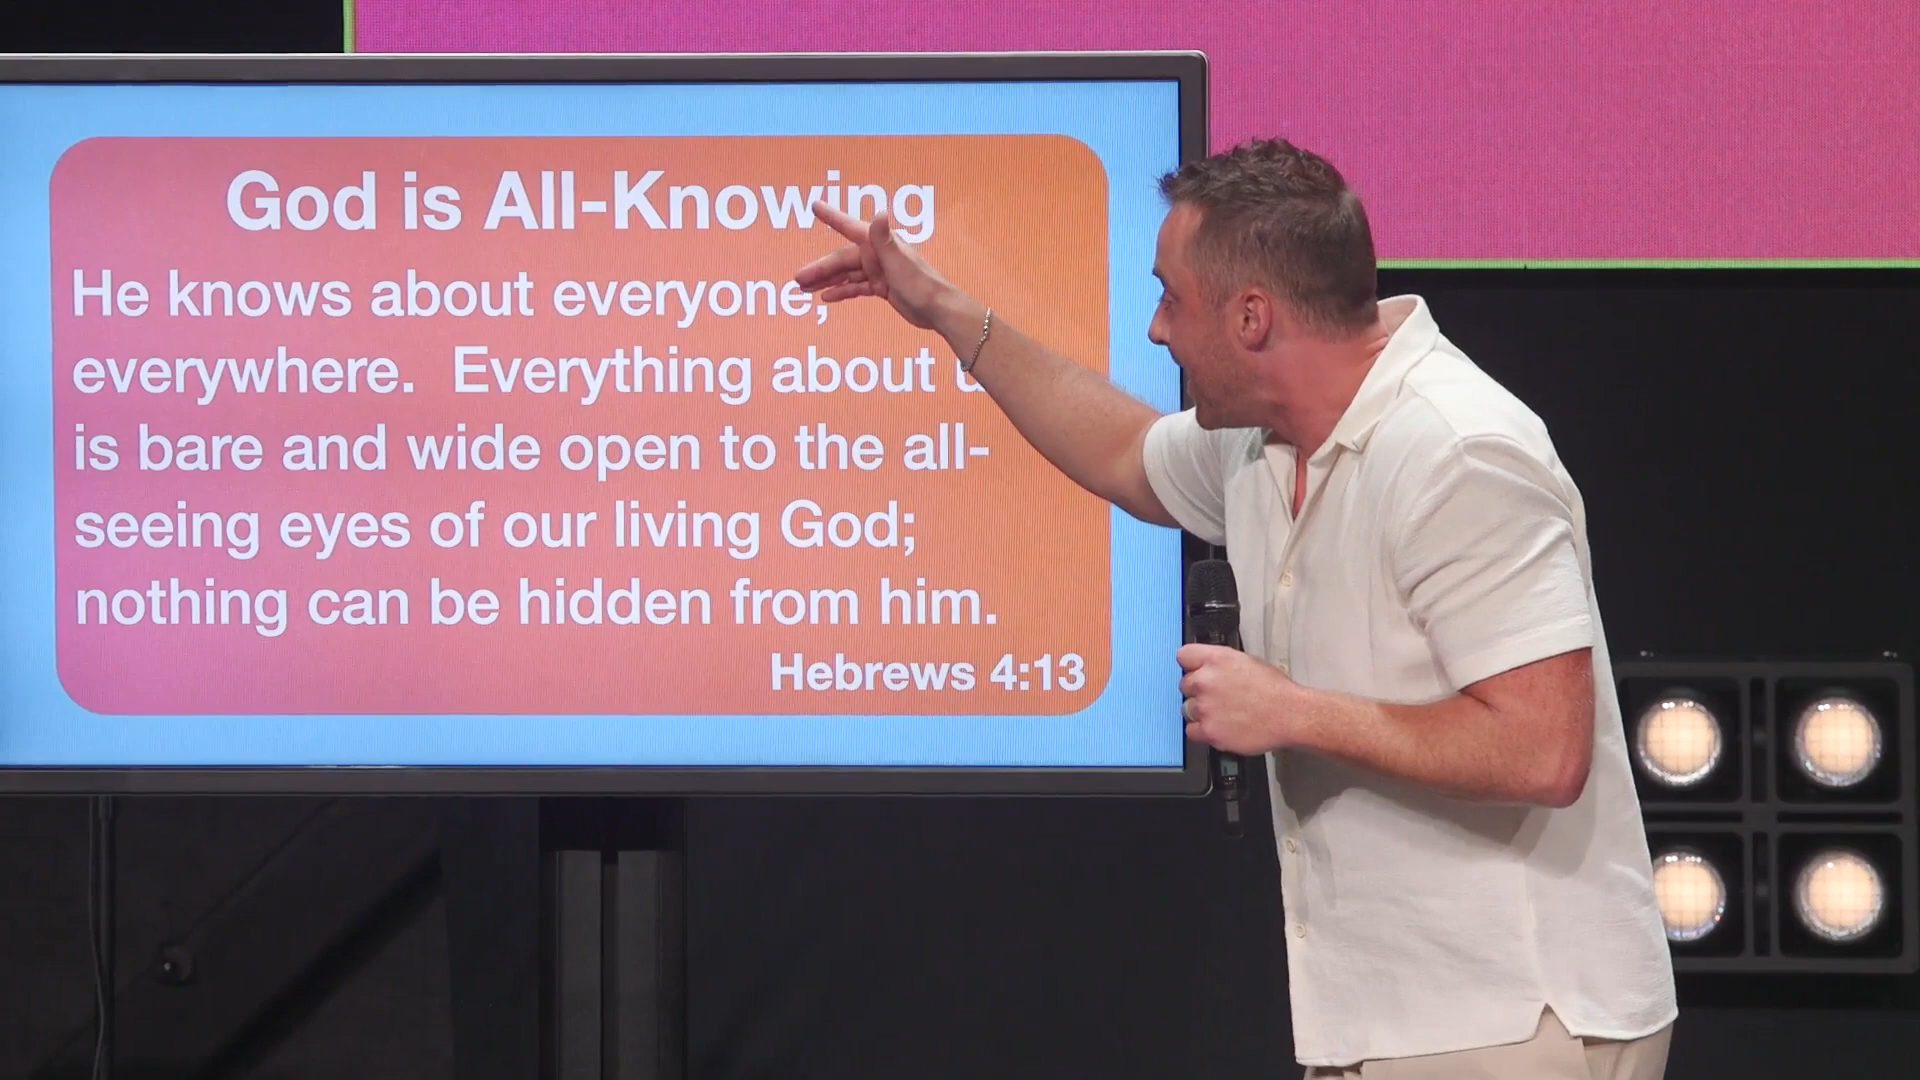 God is All-Knowing
He knows about everyone,
everywhere. Everything about
is bare and wide open to the all-
seeing eyes of our living God;
nothing can be hidden from him.
Hebrews 4:13